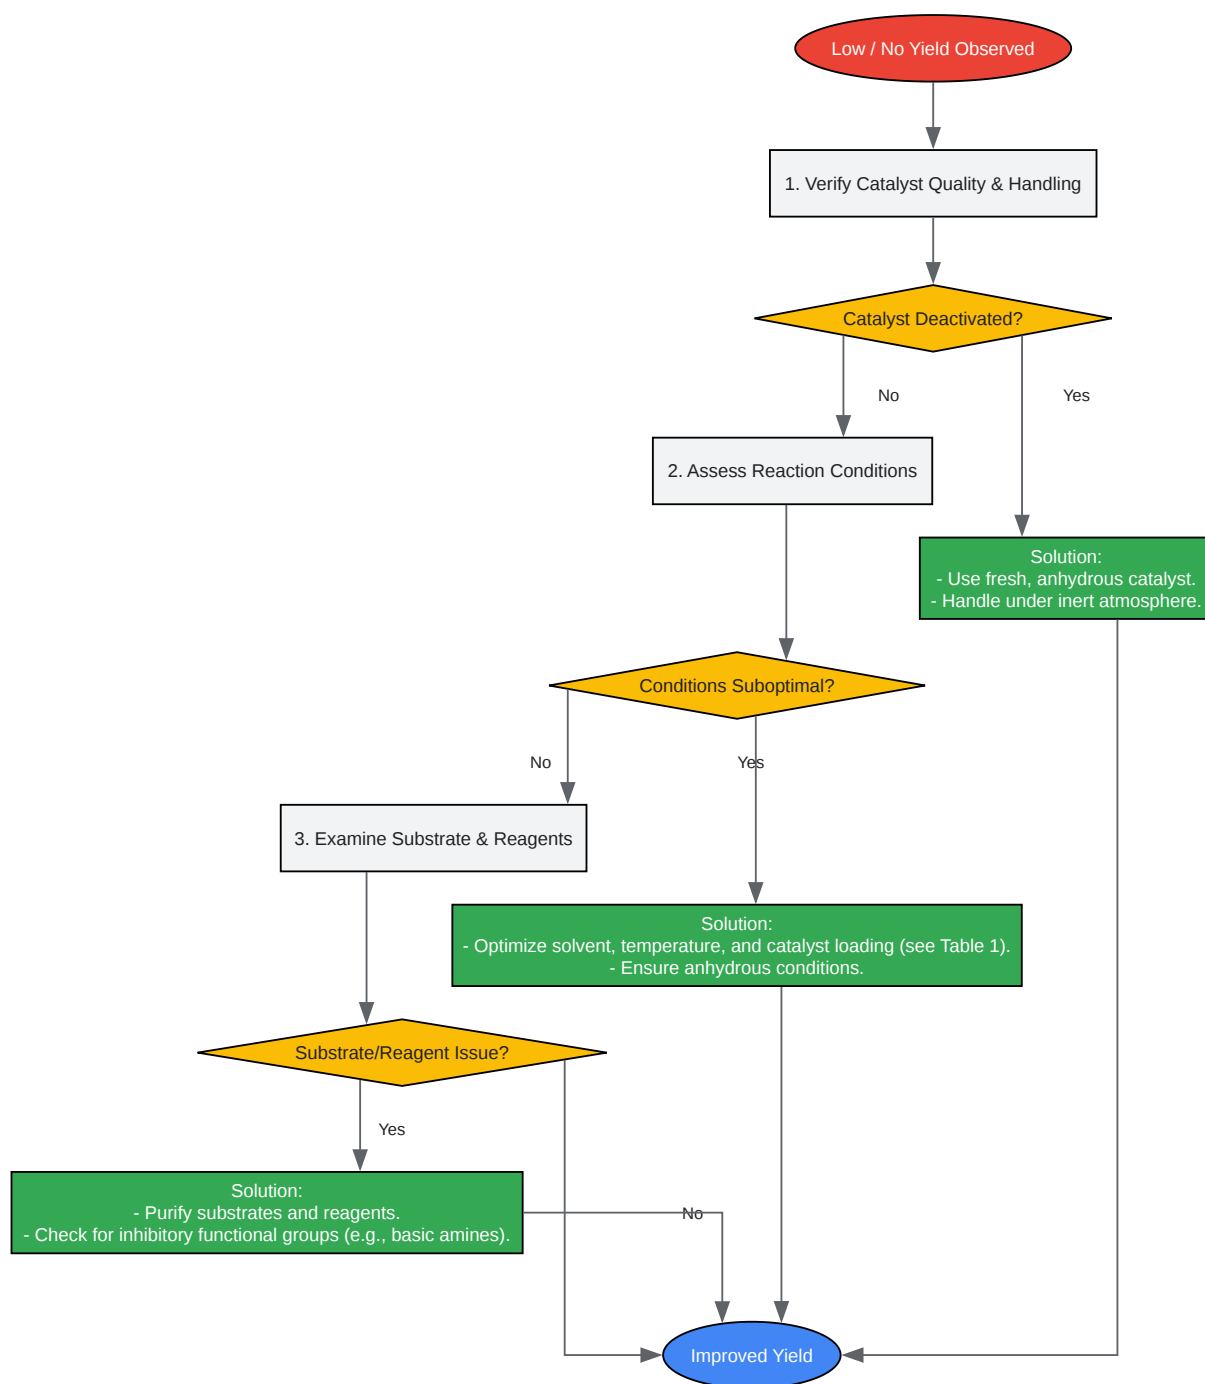 Low / No Yield Observed
1. Verify Catalyst Quality & Handling
Catalyst Deactivated?
No
Yes
2. Assess Reaction Conditions
Solution:
- Use fresh, anhydrous catalyst.
- Handle under inert atmosphere.
Conditions Suboptimal?
No
Yes
3. Examine Substrate & Reagents
Solution:
- Optimize solvent, temperature, and catalyst loading (see Table 1).
- Ensure anhydrous conditions.
Substrate/Reagent Issue?
Yes
Solution:
- Purify substrates and reagents.
- Check for inhibitory functional groups (e.g., basic amines).
No
Improved Yield